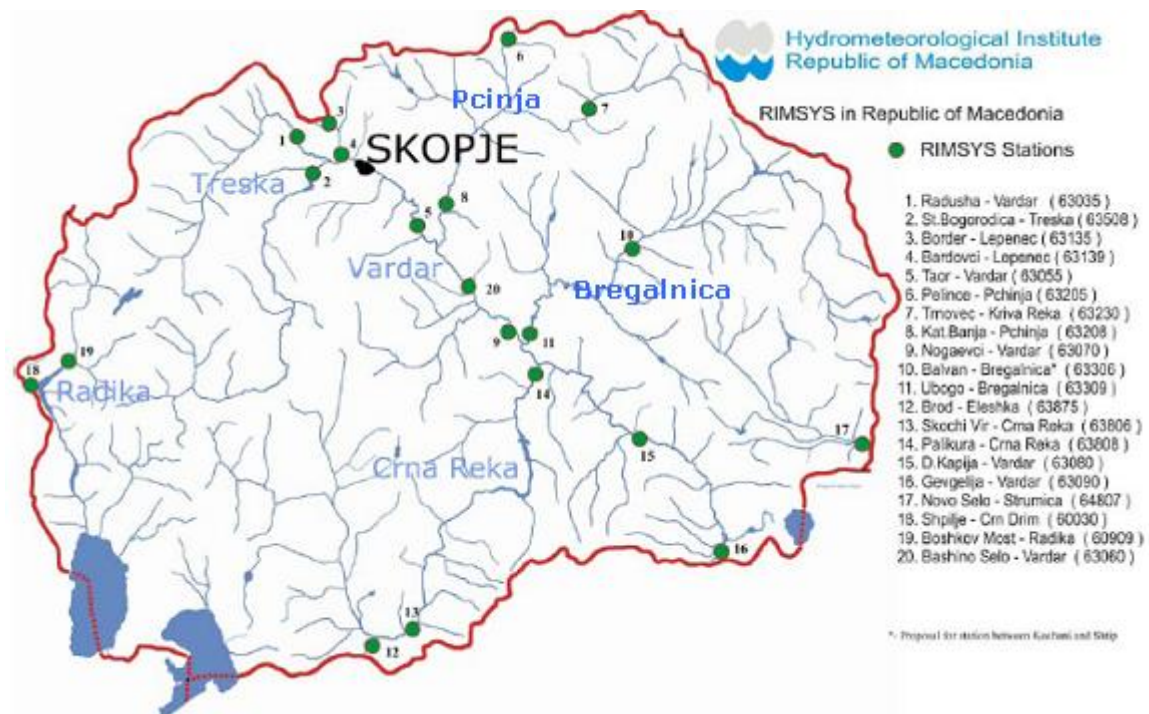 Hydrometeorological Institute
Republic of Macedonia
RIMSYS in Republic of Macedonia
RIMSYS Stations
1. Radusha - Vardar ( 63035 )
2. St.Bogorodica - Treska ( 63508 )
3. Border - Lepenec ( 63135 )
4. Bardovci - Lepenec ( 63139 )
5. Taor - Vardar ( 63055 )
6. Pelince - Pchinja ( 63205 )
7. Trnovec - Kriva Reka ( 63230 )
8. Kat.Banja - Pchinja ( 63208 )
9. Nogaevci - Vardar ( 63070 )
10. Balvan - Bregalnica* ( 63306 )
11. Ubogo - Bregalnica ( 63309 )
12. Brod - Eleshka ( 63875 )
13. Skochi Vir - Crna Reka ( 63806 )
14. Palikura - Crna Reka ( 63808 )
15. D.Kapija - Vardar ( 63080 )
16. Gevgelija - Vardar ( 63090 )
17. Novo Selo - Strumica ( 64807 )
18. Shpilje - Crn Drim ( 60030 )
19. Boshkov Most - Radika ( 60909 )
20. Bashino Selo - Vardar ( 63060 )
*- Proposal for station between Kochani and Shtip
6
Pcinja
7
3
1
4
SKOPJE
Treska
2
8
5
10
Vardar
20
Bregalnica
9
11
19
18
Radika
14
17
15
Crna Reka
16
13
12